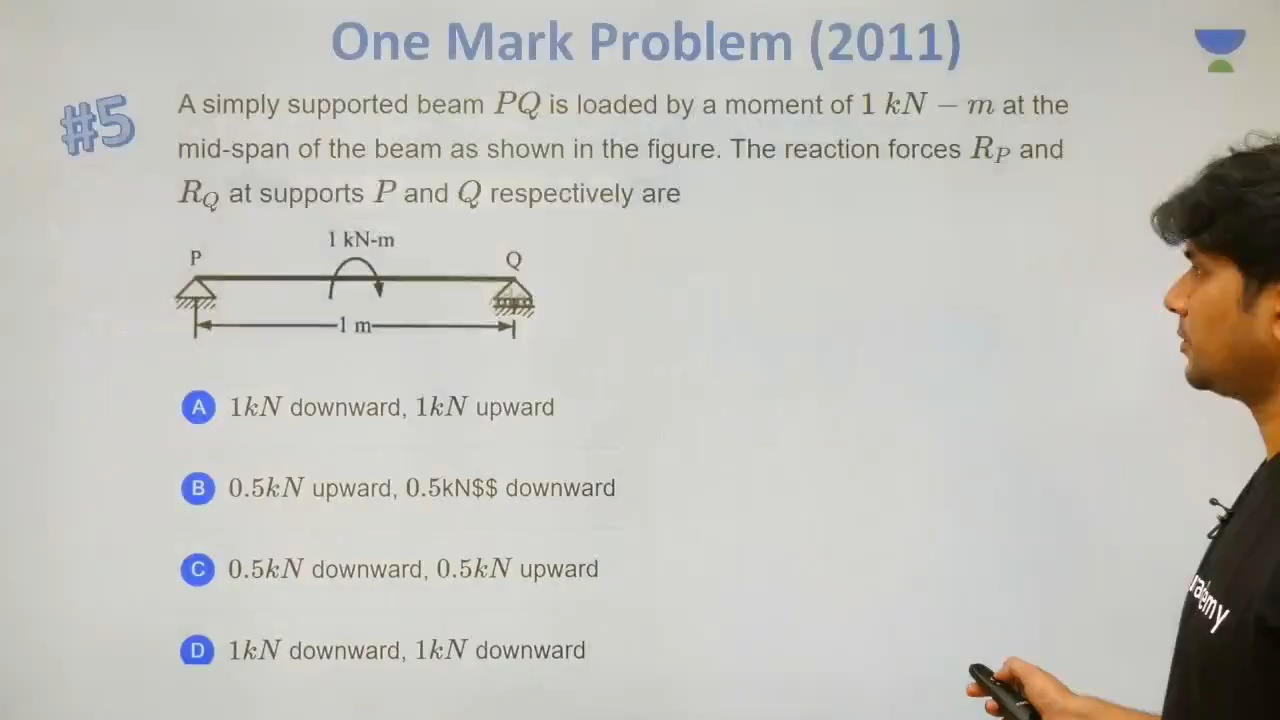 One Mark Problem (2011)
#5
A simply supported beam PQ is loaded by a moment of 1 kN − m at the
mid-span of the beam as shown in the figure. The reaction forces R_P and
R_Q at supports P and Q respectively are
1 kN-m
P
Q
1 m
A 1kN downward, 1kN upward
B 0.5kN upward, 0.5kN$$ downward
C 0.5kN downward, 0.5kN upward
D 1kN downward, 1kN downward